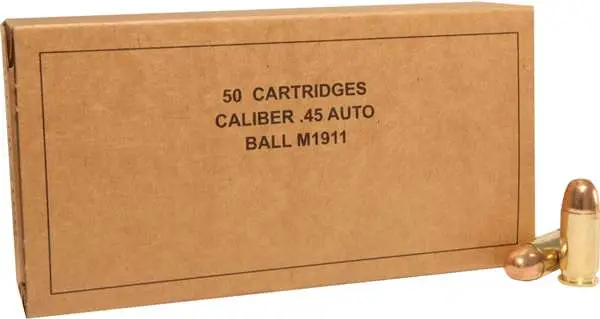 50 CARTRIDGES
CALIBER .45 AUTO
BALL M1911